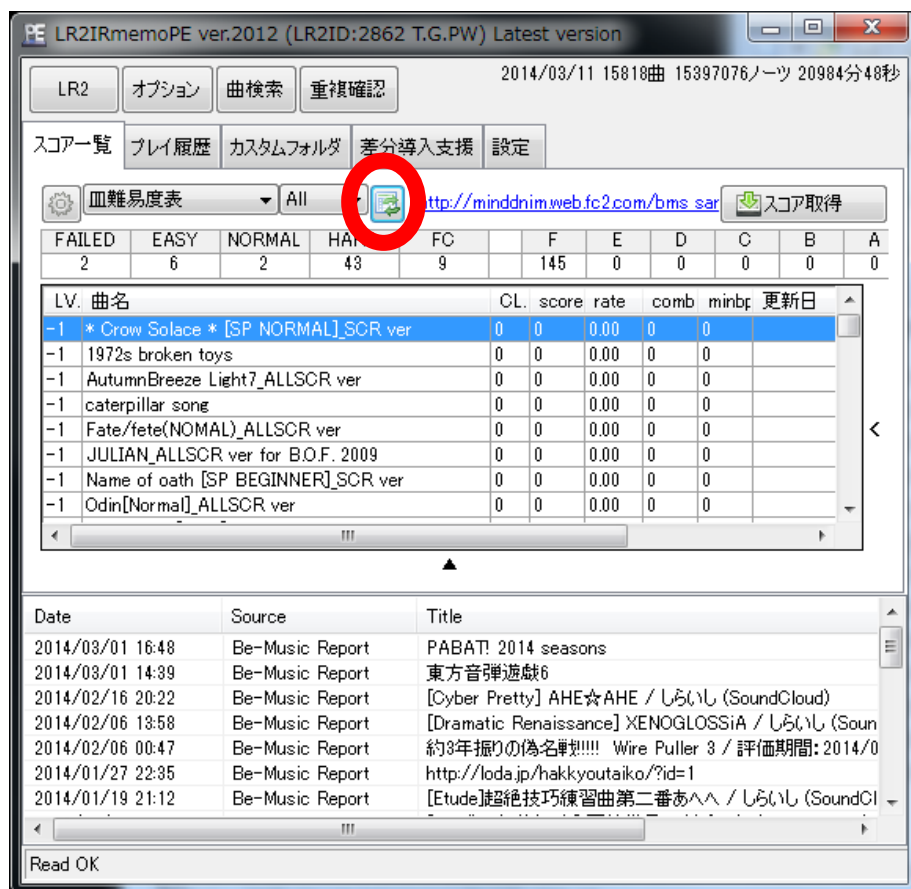 PE LR2IRmemoPE ver.2012 (LR2ID:2862 T.G.PW) Latest version
LR2 オプション 曲検索 重複確認 2014/03/11 15818曲 15397076ノーツ 20984分48秒
スコア一覧 プレイ履歴 カスタムフォルダ 差分導入支援 設定
皿難易度表 All http://minddnim.web.fc2.com/bms_sar スコア取得
FAILED EASY NORMAL FC F E D C B A
2 6 2 43 9 145 0 0 0 0 0
LV. 曲名 CL. score rate comb minbp 更新日
-1 * Crow Solace * [SP NORMAL]_SCR ver 0 0 0.00 0 0
-1 1972s broken toys 0 0 0.00 0 0
-1 AutumnBreeze Light7_ALLSCR ver 0 0 0.00 0 0
-1 caterpillar song 0 0 0.00 0 0
-1 Fate/fete(NOMAL)_ALLSCR ver 0 0 0.00 0 0
-1 JULIAN_ALLSCR ver for B.O.F. 2009 0 0 0.00 0 0
-1 Name of oath [SP BEGINNER]_SCR ver 0 0 0.00 0 0
-1 Odin[Normal]_ALLSCR ver 0 0 0.00 0 0
Date Source Title
2014/03/01 16:48 Be-Music Report PABAT! 2014 seasons
2014/03/01 14:39 Be-Music Report 東方音弾遊戯6
2014/02/16 20:22 Be-Music Report [Cyber Pretty] AHE☆AHE / しらいし (SoundCloud)
2014/02/06 13:58 Be-Music Report [Dramatic Renaissance] XENOGLOSSiA / しらいし (Soun
2014/02/06 00:47 Be-Music Report 約3年振りの偽名戦!!!!! Wire Puller 3 / 評価期間：2014/0
2014/01/27 22:35 Be-Music Report http://loda.jp/hakkyoutaiko/?id=1
2014/01/19 21:12 Be-Music Report [Etude]超絶技巧練習曲第二番あへへ / しらいし (SoundCl
Read OK